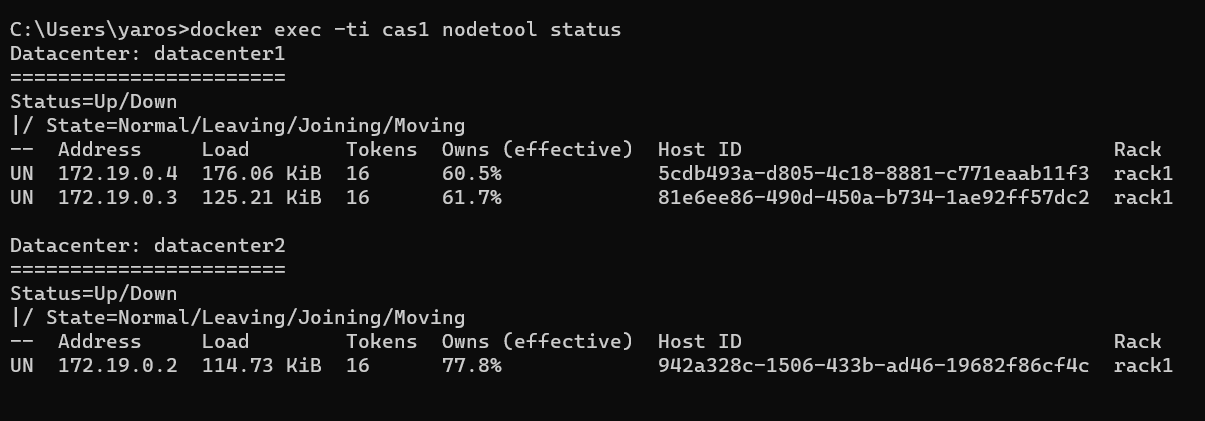 C:\Users\yaros>docker exec -ti cas1 nodetool status
Datacenter: datacenter1
=======================
Status=Up/Down
|/ State=Normal/Leaving/Joining/Moving
--  Address     Load       Tokens  Owns (effective)  Host ID                               Rack
UN  172.19.0.4  176.06 KiB  16      60.5%             5cdb493a-d805-4c18-8881-c771eaab11f3  rack1
UN  172.19.0.3  125.21 KiB  16      61.7%             81e6ee86-490d-450a-b734-1ae92ff57dc2  rack1
Datacenter: datacenter2
=======================
Status=Up/Down
|/ State=Normal/Leaving/Joining/Moving
--  Address     Load       Tokens  Owns (effective)  Host ID                               Rack
UN  172.19.0.2  114.73 KiB  16      77.8%             942a328c-1506-433b-ad46-19682f86cf4c  rack1